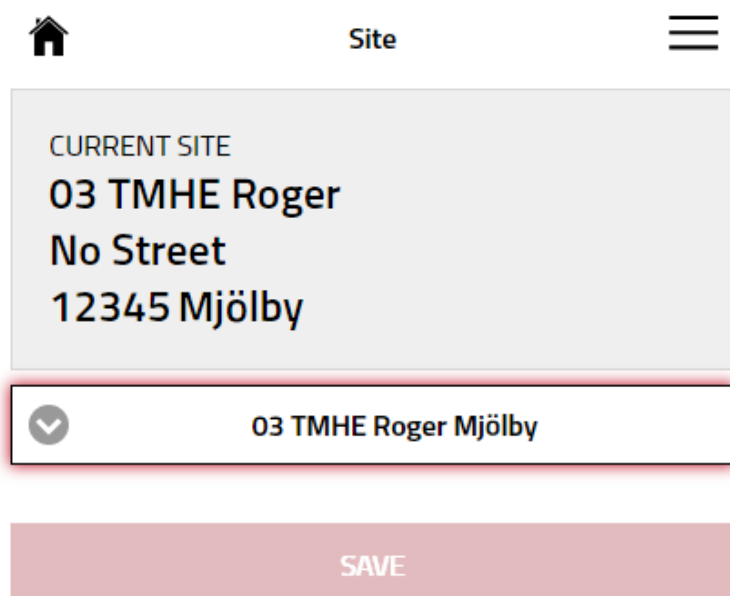 Site
CURRENT SITE
03 TMHE Roger
No Street
12345 Mjölby
03 TMHE Roger Mjölby
SAVE